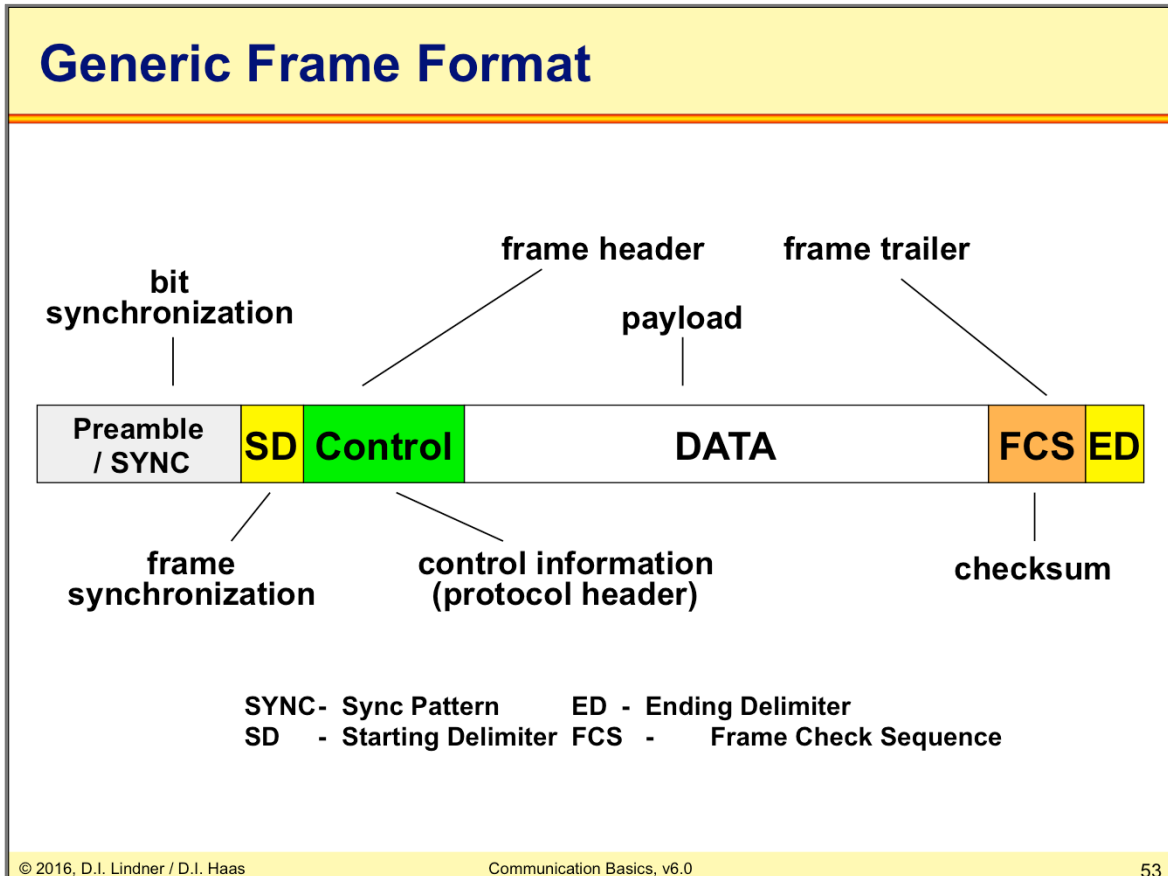 Generic Frame Format
frame header
frame trailer
bit
synchronization
payload
Preamble
/ SYNC
SD
Control
DATA
FCS
ED
frame
synchronization
control information
(protocol header)
checksum
SYNC - Sync Pattern ED - Ending Delimiter
SD - Starting Delimiter FCS - Frame Check Sequence
© 2016, D.I. Lindner / D.I. Haas Communication Basics, v6.0 53